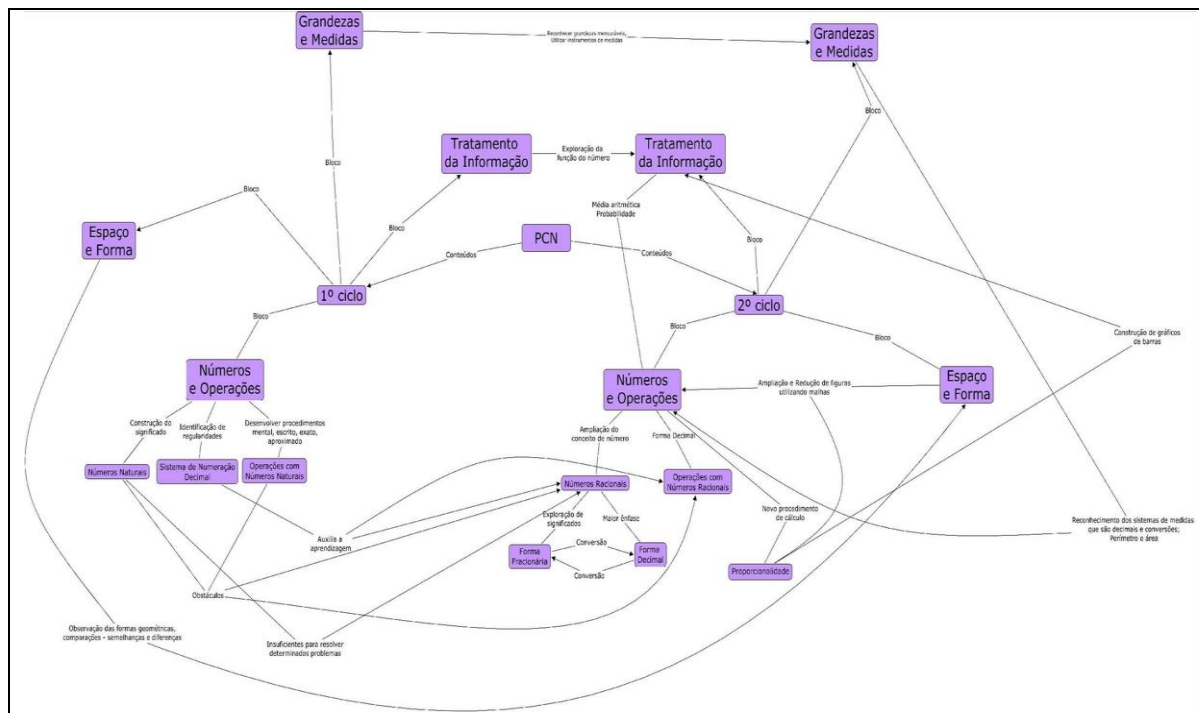 Grandezas
e Medidas
Reconhecer grandezas mensuráveis,
Utilizar instrumentos de medidas
Grandezas
e Medidas
Bloco
Bloco
Tratamento
da Informação
Exploração da
função do número
Tratamento
da Informação
Bloco
Média aritmética
Probabilidade
Espaço
e Forma
Bloco
Bloco
PCN
Conteúdos
Conteúdos
1º ciclo
2º ciclo
Bloco
Bloco
Bloco
Construção de gráficos
de barras
Números
e Operações
Números
e Operações
Ampliação e Redução de figuras
utilizando malhas
Espaço
e Forma
Construção do
significado
Identificação de
regularidades
Desenvolver procedimentos
mental, escrito, exato,
aproximado
Ampliação do
conceito de número
Forma Decimal
Números Naturais
Sistema de Numeração
Decimal
Operações com
Números Naturais
Números Racionais
Operações com
Números Racionais
Exploração de
significados
Maior ênfase
Novo procedimento
de cálculo
Reconhecimento dos sistemas de medidas
que são decimais e conversões;
Perímetro e área
Auxilia a
aprendizagem
Conversão
Forma
Fracionária
Forma
Decimal
Conversão
Proporcionalidade
Obstáculos
Observação das formas geométricas,
comparações - semelhanças e diferenças
Insuficientes para resolver
determinados problemas